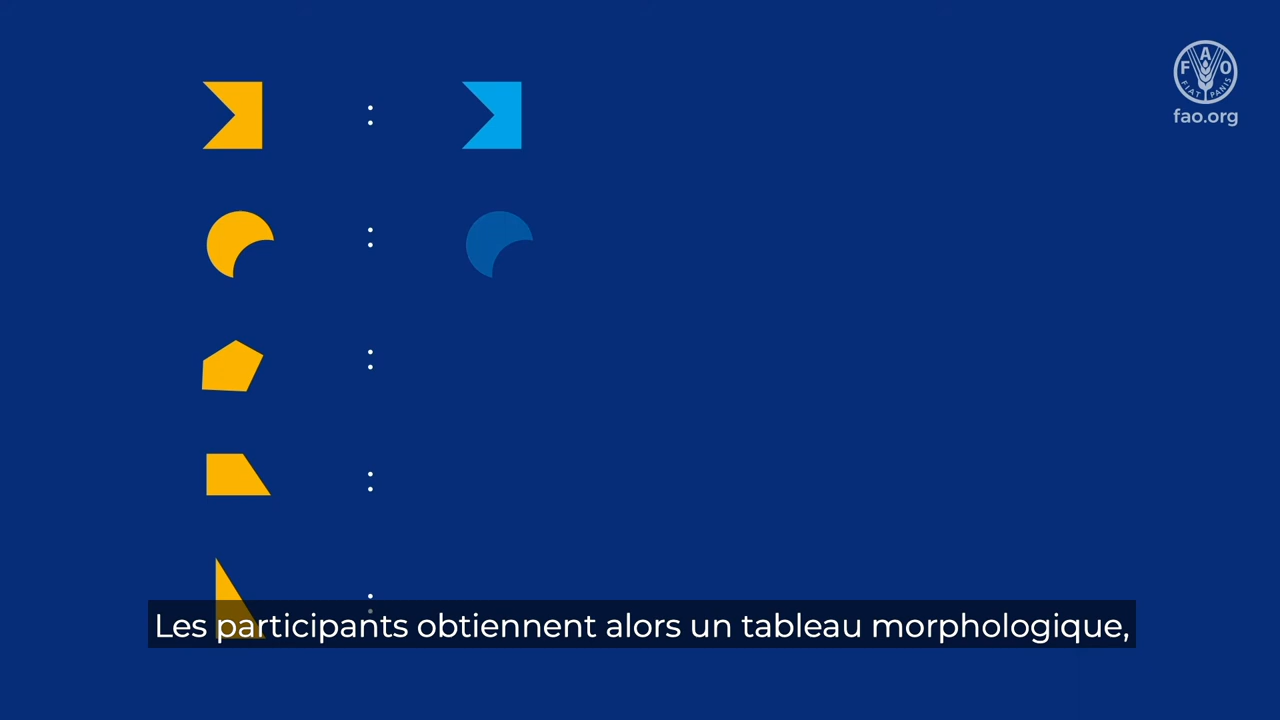 FAO
FIAT PANIS
fao.org
:
:
:
:
:
Les participants obtiennent alors un tableau morphologique,